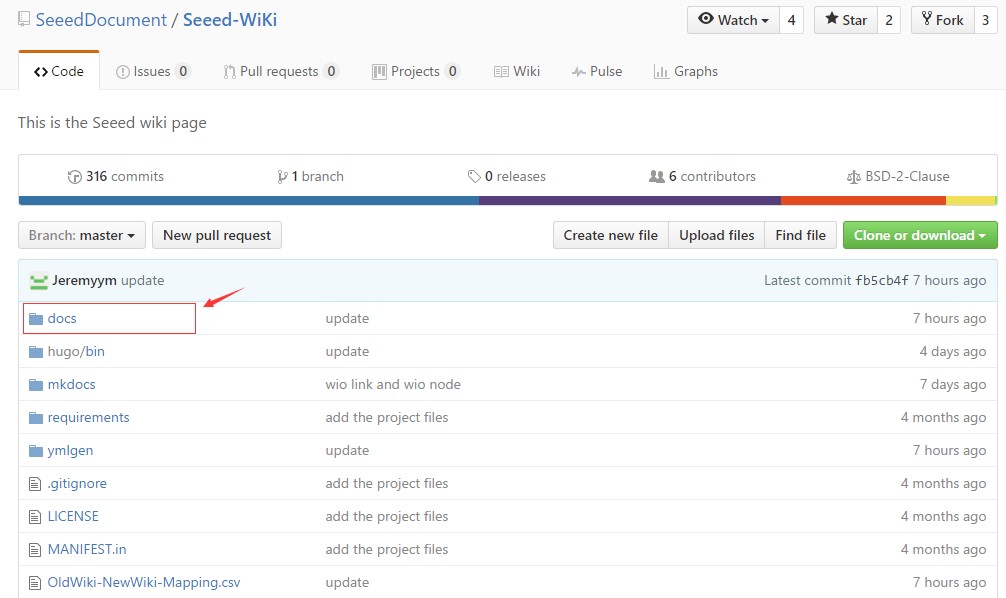 SeeedDocument / Seeed-WiKi
Watch 4 Star 2 Fork 3
Code Issues 0 Pull requests 0 Projects 0 Wiki Pulse Graphs
This is the Seeed wiki page
316 commits 1 branch 0 releases 6 contributors BSD-2-Clause
Branch: master New pull request Create new file Upload files Find file Clone or download
Jeremyym update Latest commit fb5cb4f 7 hours ago
docs update 7 hours ago
hugo/bin update 4 days ago
mkdocs wio link and wio node 7 days ago
requirements add the project files 4 months ago
ymlgen update 7 hours ago
.gitignore add the project files 4 months ago
LICENSE add the project files 4 months ago
MANIFEST.in add the project files 4 months ago
OldWiki-NewWiki-Mapping.csv update 7 hours ago